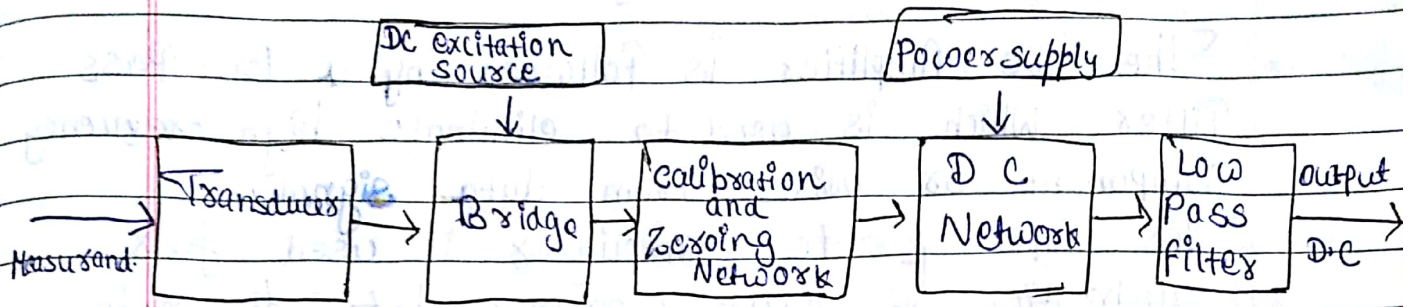 DC excitation
source
Power supply
Measurand.
Transducer
Bridge
Calibration
and
Zeroing
Network
D C
Network
Low
Pass
filter
output
D.C